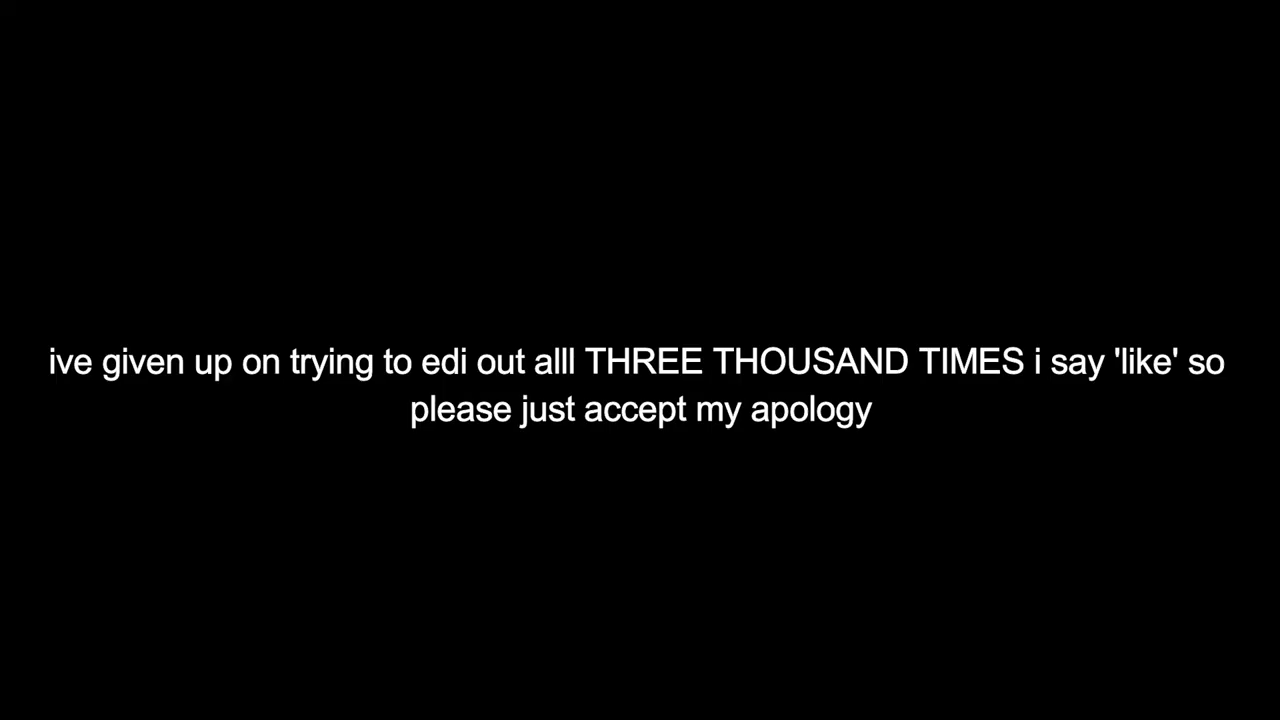 ive given up on trying to edi out alll THREE THOUSAND TIMES i say 'like' so
please just accept my apology